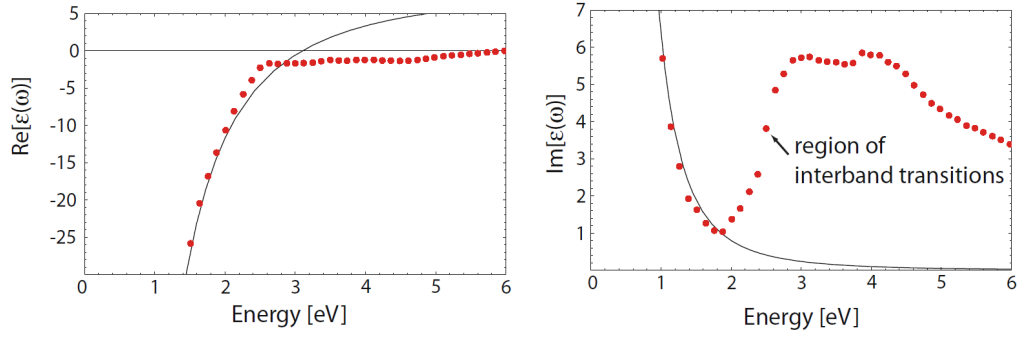 5
0
-5
-10
-15
-20
-25
Re[ε(ω)]
0 1 2 3 4 5 6
Energy [eV]
7
6
5
4
3
2
1
Im[ε(ω)]
region of
interband transitions
0 1 2 3 4 5 6
Energy [eV]